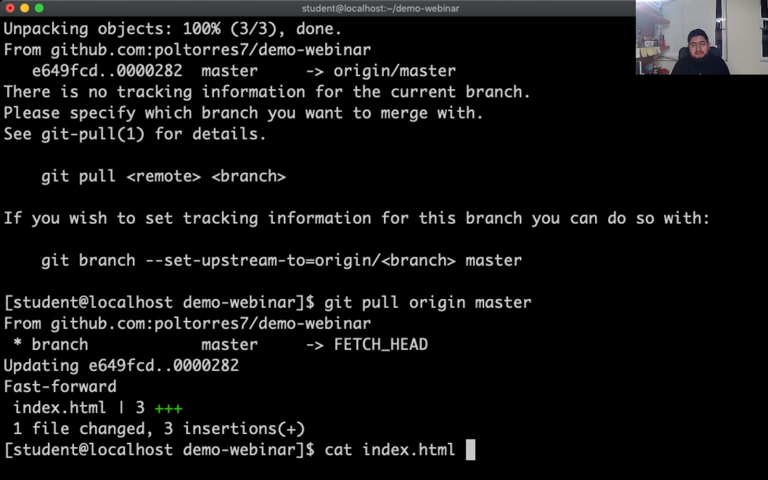 student@localhost:~/demo-webinar
Unpacking objects: 100% (3/3), done.
From github.com:poltorres7/demo-webinar
   e649fcd..0000282  master     -> origin/master
There is no tracking information for the current branch.
Please specify which branch you want to merge with.
See git-pull(1) for details.
    git pull <remote> <branch>
If you wish to set tracking information for this branch you can do so with:
    git branch --set-upstream-to=origin/<branch> master
[student@localhost demo-webinar]$ git pull origin master
From github.com:poltorres7/demo-webinar
 * branch            master     -> FETCH_HEAD
Updating e649fcd..0000282
Fast-forward
 index.html | 3 +++
 1 file changed, 3 insertions(+)
[student@localhost demo-webinar]$ cat index.html